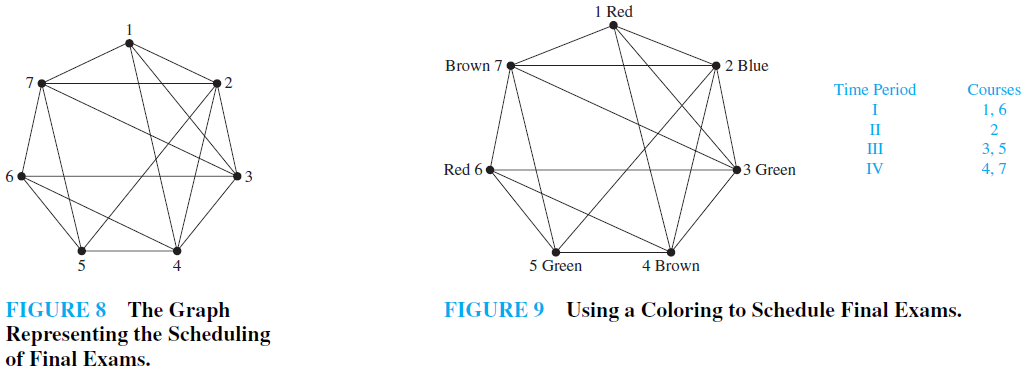 1
7
2
6
3
5
4
FIGURE 8 The Graph
Representing the Scheduling
of Final Exams.
1 Red
Brown 7
2 Blue
Red 6
3 Green
5 Green
4 Brown
FIGURE 9 Using a Coloring to Schedule Final Exams.
Time Period Courses
I 1, 6
II 2
III 3, 5
IV 4, 7